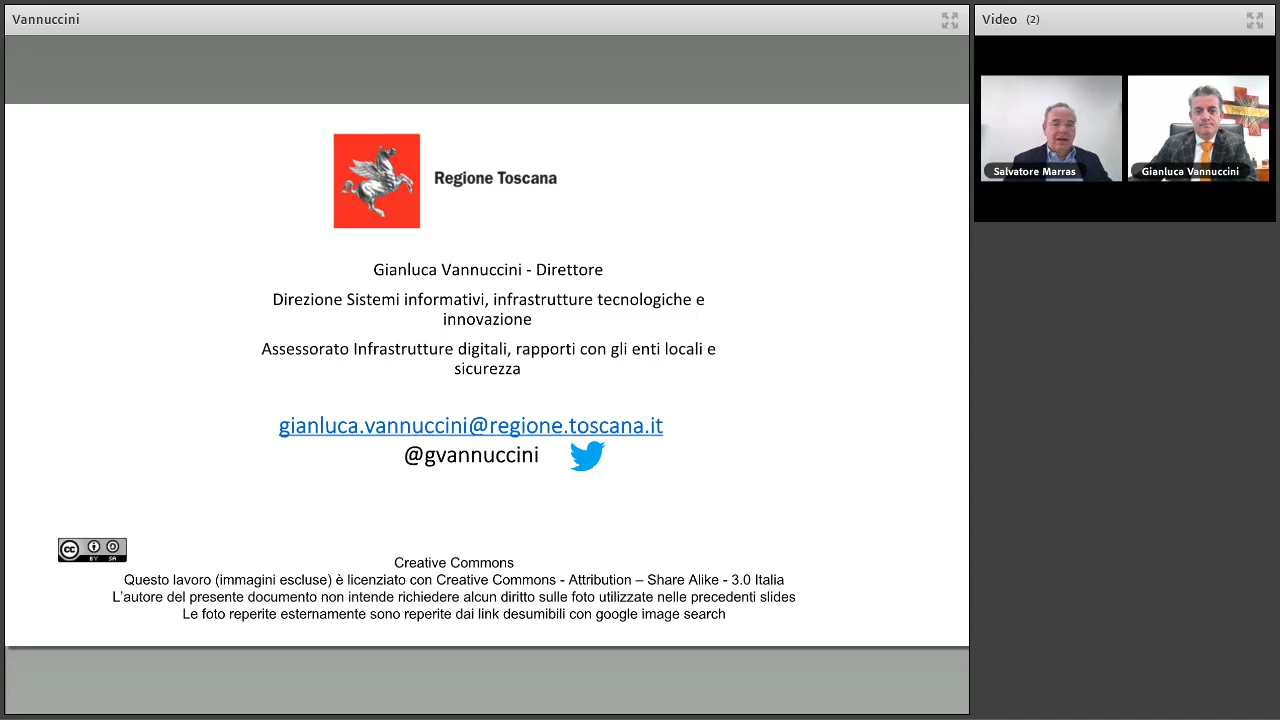 Vannuccini
Video (2)
Salvatore Marras
Gianluca Vannuccini
Regione Toscana
Gianluca Vannuccini - Direttore
Direzione Sistemi informativi, infrastrutture tecnologiche e
innovazione
Assessorato Infrastrutture digitali, rapporti con gli enti locali e
sicurezza
gianluca.vannuccini@regione.toscana.it
@gvannuccini
cc BY SA
Creative Commons
Questo lavoro (immagini escluse) è licenziato con Creative Commons - Attribution – Share Alike - 3.0 Italia
L'autore del presente documento non intende richiedere alcun diritto sulle foto utilizzate nelle precedenti slides
Le foto reperite esternamente sono reperite dai link desumibili con google image search